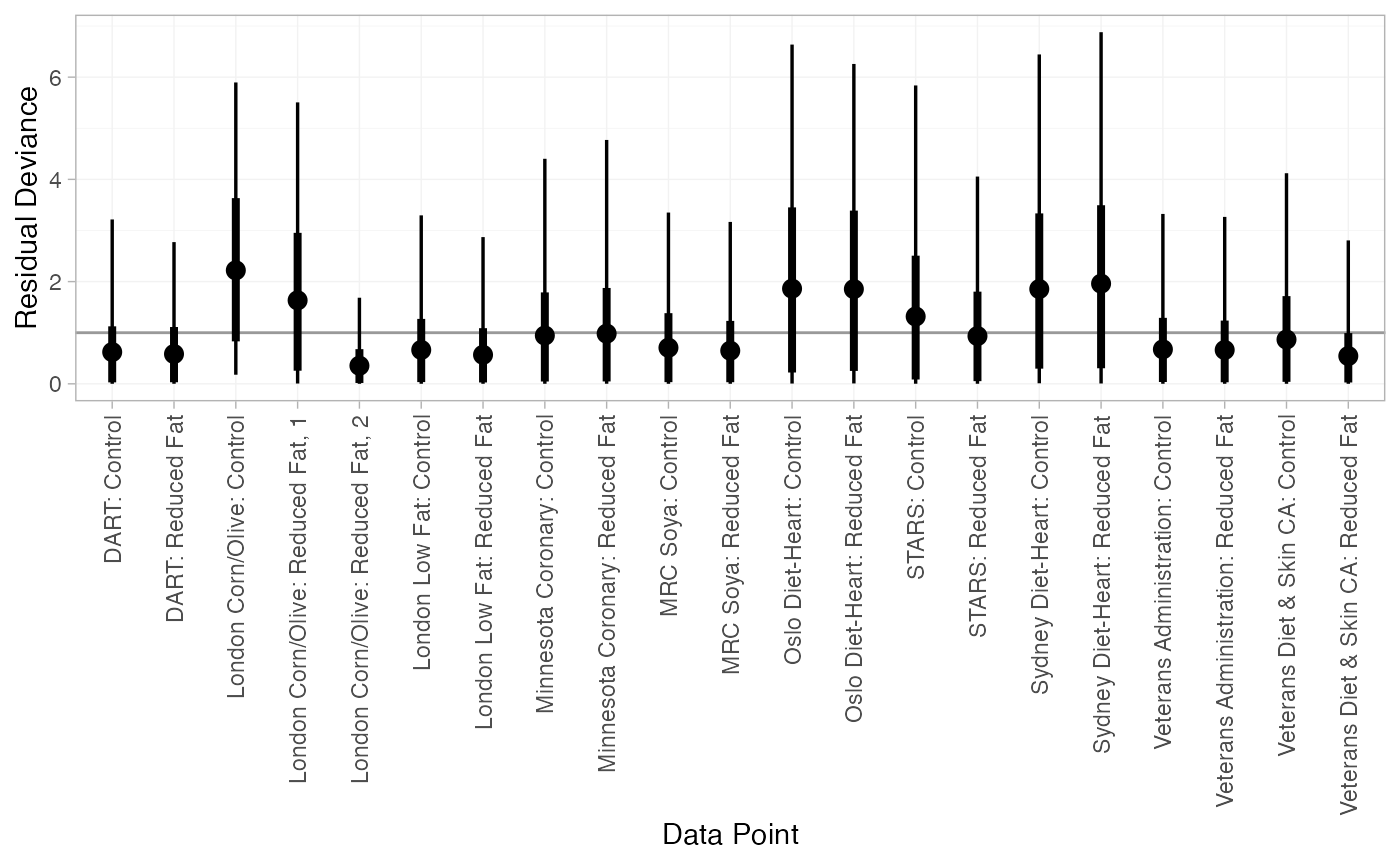 Residual Deviance
6
4
2
0
DART: Control
DART: Reduced Fat
London Corn/Olive: Control
London Corn/Olive: Reduced Fat, 1
London Corn/Olive: Reduced Fat, 2
London Low Fat: Control
London Low Fat: Reduced Fat
Minnesota Coronary: Control
Minnesota Coronary: Reduced Fat
MRC Soya: Control
MRC Soya: Reduced Fat
Oslo Diet-Heart: Control
Oslo Diet-Heart: Reduced Fat
STARS: Control
STARS: Reduced Fat
Sydney Diet-Heart: Control
Sydney Diet-Heart: Reduced Fat
Veterans Administration: Control
Veterans Administration: Reduced Fat
Veterans Diet & Skin CA: Control
Veterans Diet & Skin CA: Reduced Fat
Data Point